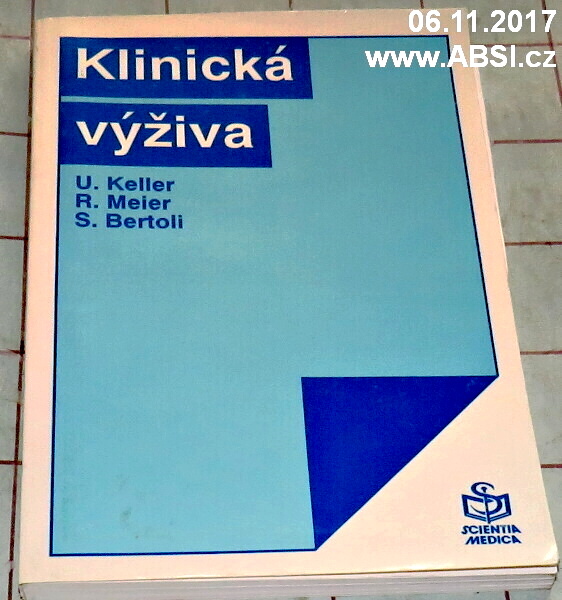 06.11.2017
www.ABSI.cz
Klinická
výživa
U. Keller
R. Meier
S. Bertoli
SCIENTIA
MEDICA